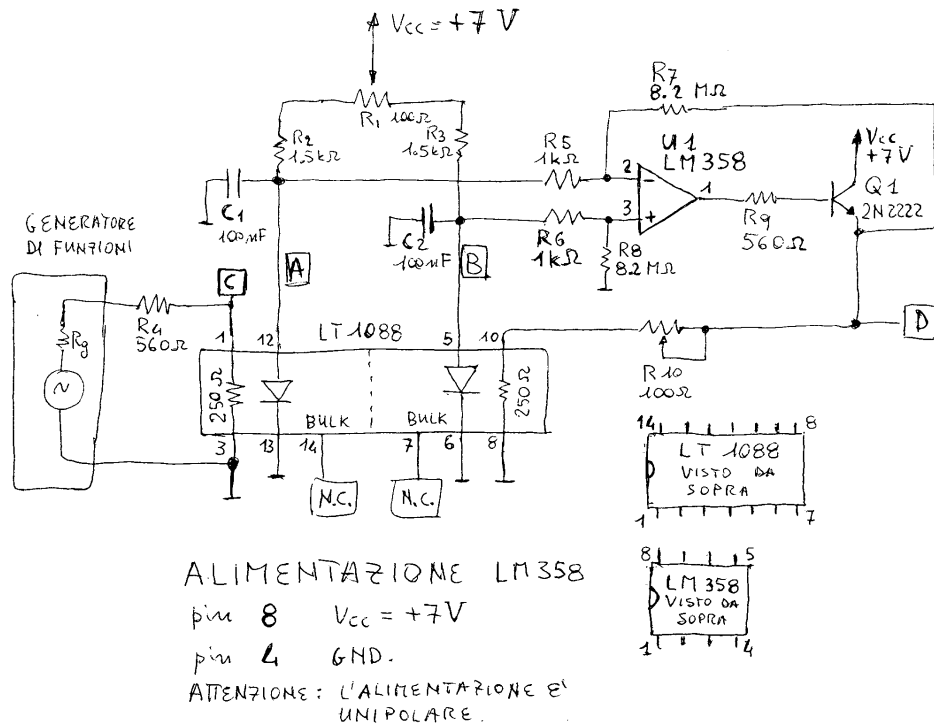 Vcc = +7 V
R1 100Ω
R2
1.5kΩ
R3
1.5kΩ
C1
100nF
C2
100nF
R5
1kΩ
R6
1kΩ
R7
8.2 MΩ
U1
LM358
2
-
3
+
1
R8
8.2 MΩ
R9
560Ω
Vcc
+7V
Q1
2N2222
GENERATORE
DI FUNZIONI
Rg
~
R4
560Ω
C
A
B
D
1
12
LT 1088
5
10
250Ω
250Ω
BULK
BULK
3
13
14
7
6
8
N.C.
N.C.
R10
100Ω
14
8
LT 1088
VISTO DA
SOPRA
1
7
8
5
LM 358
VISTO DA
SOPRA
1
4
ALIMENTAZIONE LM358
pin 8 Vcc = +7V
pin 4 GND.
ATTENZIONE: L'ALIMENTAZIONE E'
UNIPOLARE.